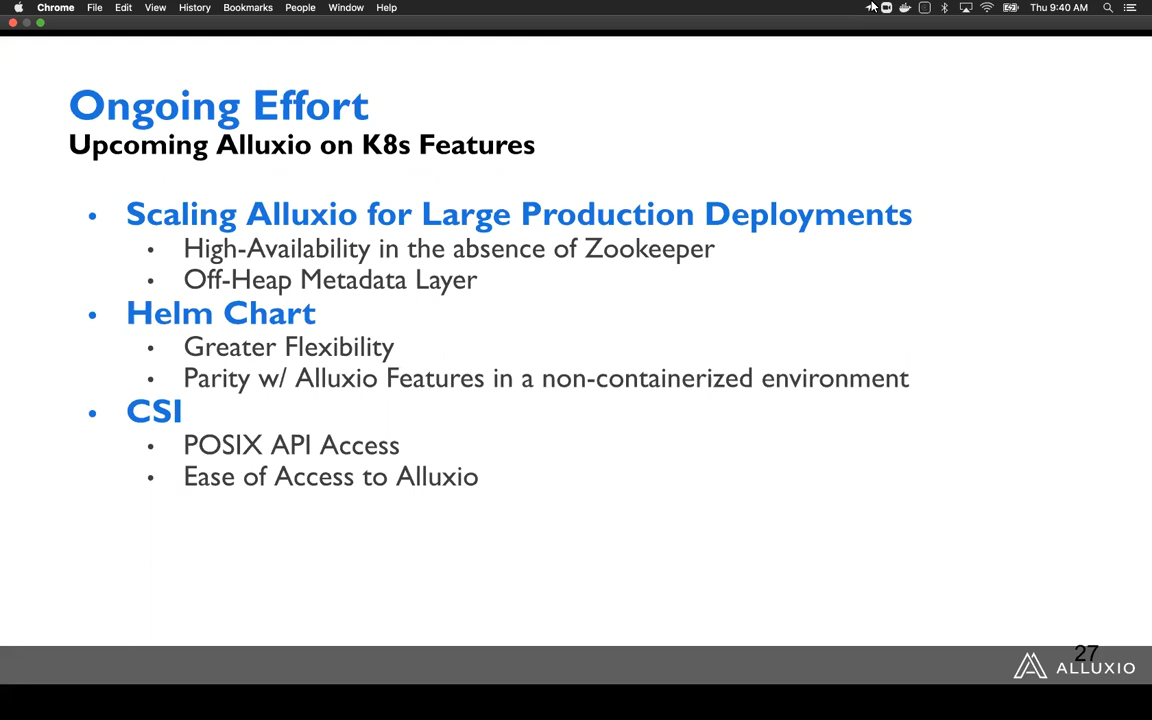 Chrome File Edit View History Bookmarks People Window Help Thu 9:40 AM
Ongoing Effort
Upcoming Alluxio on K8s Features
• Scaling Alluxio for Large Production Deployments
• High-Availability in the absence of Zookeeper
• Off-Heap Metadata Layer
• Helm Chart
• Greater Flexibility
• Parity w/ Alluxio Features in a non-containerized environment
• CSI
• POSIX API Access
• Ease of Access to Alluxio
27
ALLUXIO